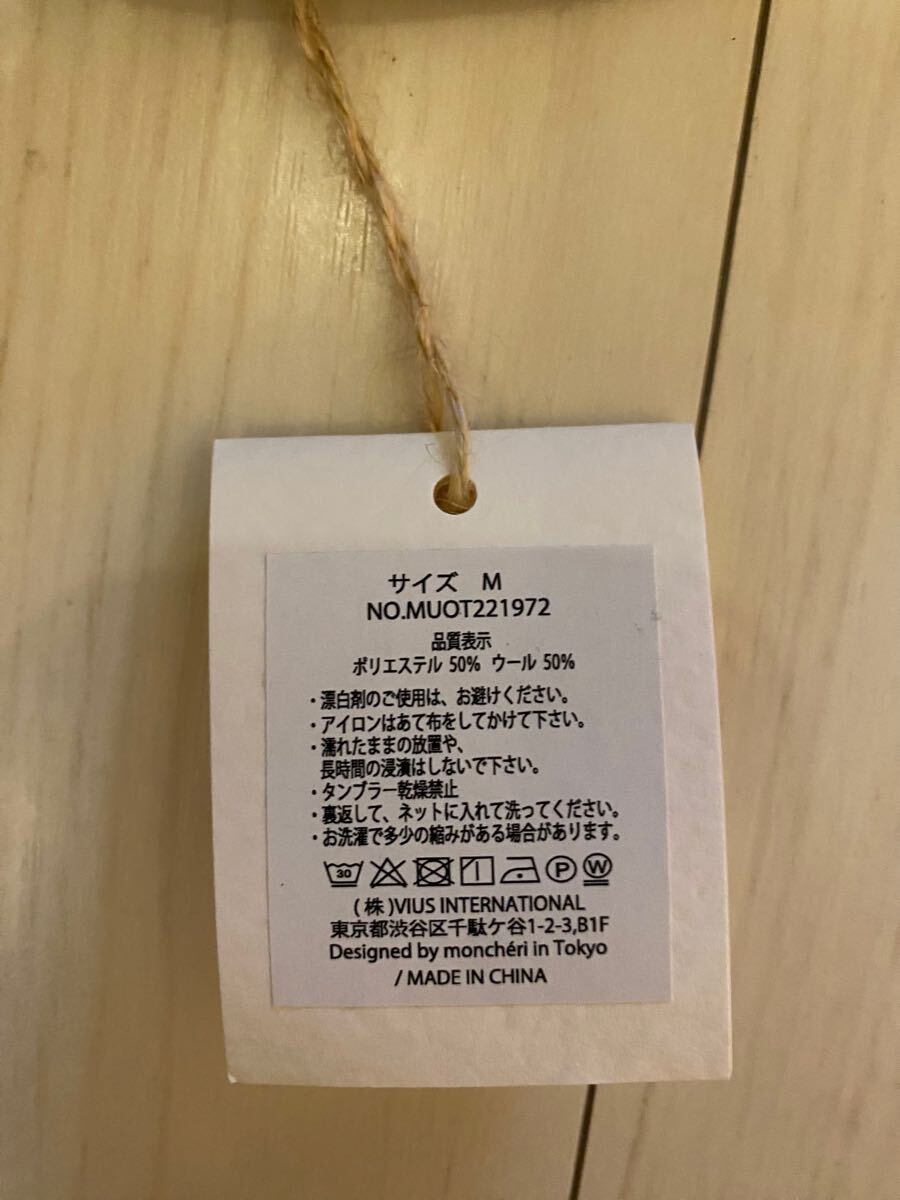 サイズ　M
NO.MUOT221972
品質表示
ポリエステル 50% ウール 50%
・漂白剤のご使用は、お避けください。
・アイロンはあて布をしてかけて下さい。
・濡れたままの放置や、
長時間の浸漬はしないで下さい。
・タンブラー乾燥禁止
・裏返して、ネットに入れて洗ってください。
・お洗濯で多少の縮みがある場合があります。
30 P W
(株)VIUS INTERNATIONAL
東京都渋谷区千駄ケ谷1-2-3,B1F
Designed by monchéri in Tokyo
/ MADE IN CHINA